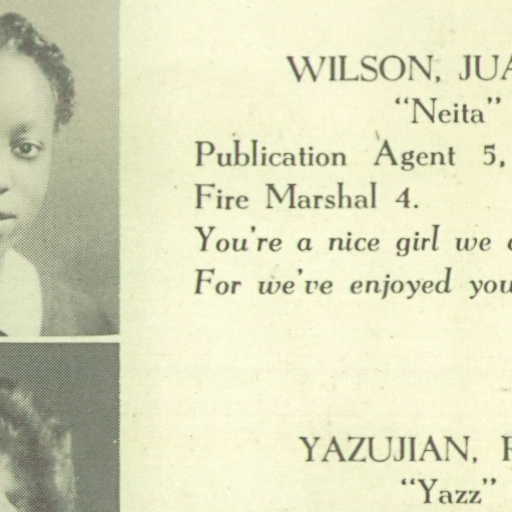 WILSON, JUA
"Neita"
Publication Agent 5,
Fire Marshal 4.
You're a nice girl we
For we've enjoyed you
YAZUJIAN,
"Yazz"